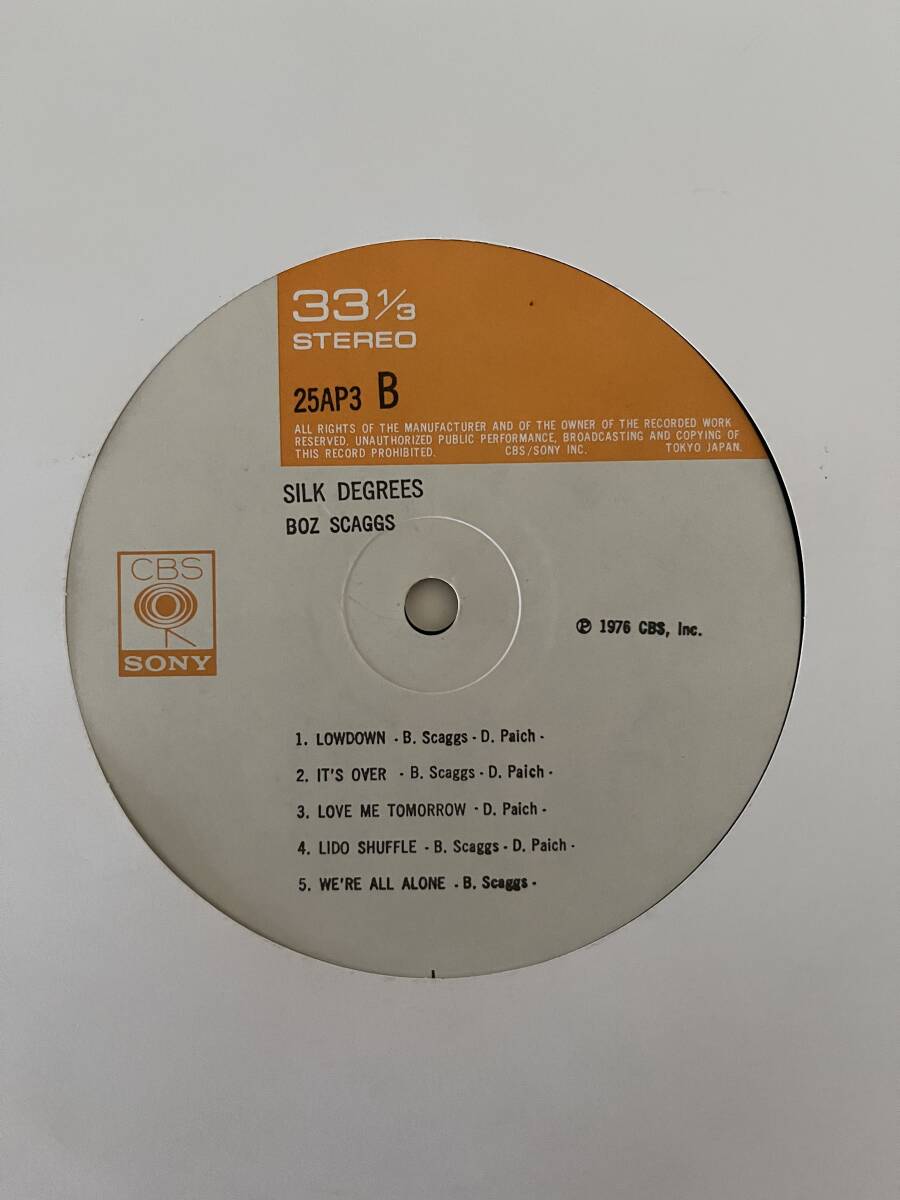 33 1/3
STEREO
25AP3 B
ALL RIGHTS OF THE MANUFACTURER AND OF THE OWNER OF THE RECORDED WORK
RESERVED. UNAUTHORIZED PUBLIC PERFORMANCE, BROADCASTING AND COPYING OF
THIS RECORD PROHIBITED. CBS/SONY INC. TOKYO JAPAN.
SILK DEGREES
BOZ SCAGGS
CBS
SONY
℗ 1976 CBS, Inc.
1. LOWDOWN - B. Scaggs - D. Paich -
2. IT'S OVER - B. Scaggs - D. Paich -
3. LOVE ME TOMORROW - D. Paich -
4. LIDO SHUFFLE - B. Scaggs - D. Paich -
5. WE'RE ALL ALONE - B. Scaggs -